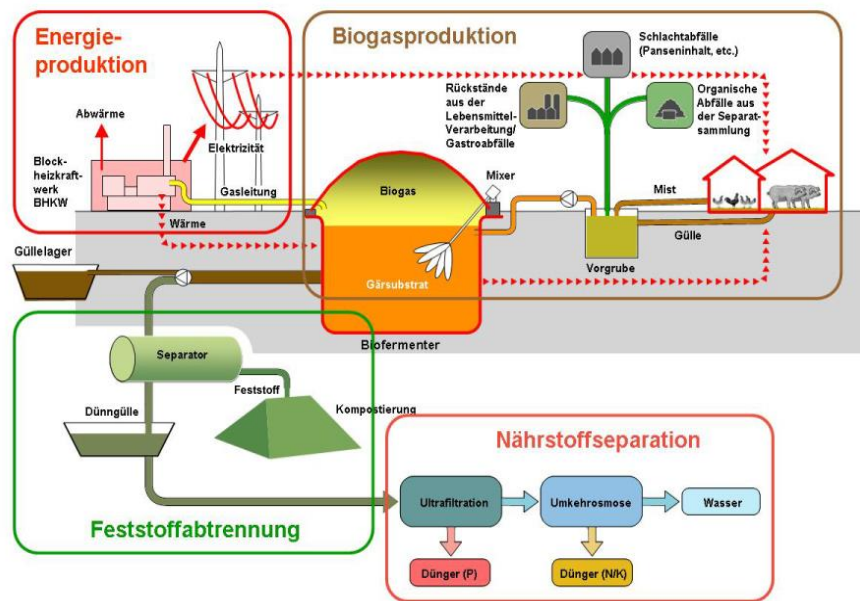 Energie-
produktion
Biogasproduktion
Schlachtabfälle
(Panseninhalt, etc.)
Rückstände
aus der
Lebensmittel-
Verarbeitung/
Gastroabfälle
Organische
Abfälle aus
der Separat-
sammlung
Abwärme
Elektrizität
Block-
heizkraft-
werk
BHKW
Gasleitung
Wärme
Biogas
Mixer
Mist
Gülle
Vorgrube
Güllelager
Gärsubstrat
Biofermenter
Separator
Feststoff
Kompostierung
Dünngülle
Feststoffabtrennung
Nährstoffseparation
Ultrafiltration
Umkehrosmose
Wasser
Dünger (P)
Dünger (N/K)